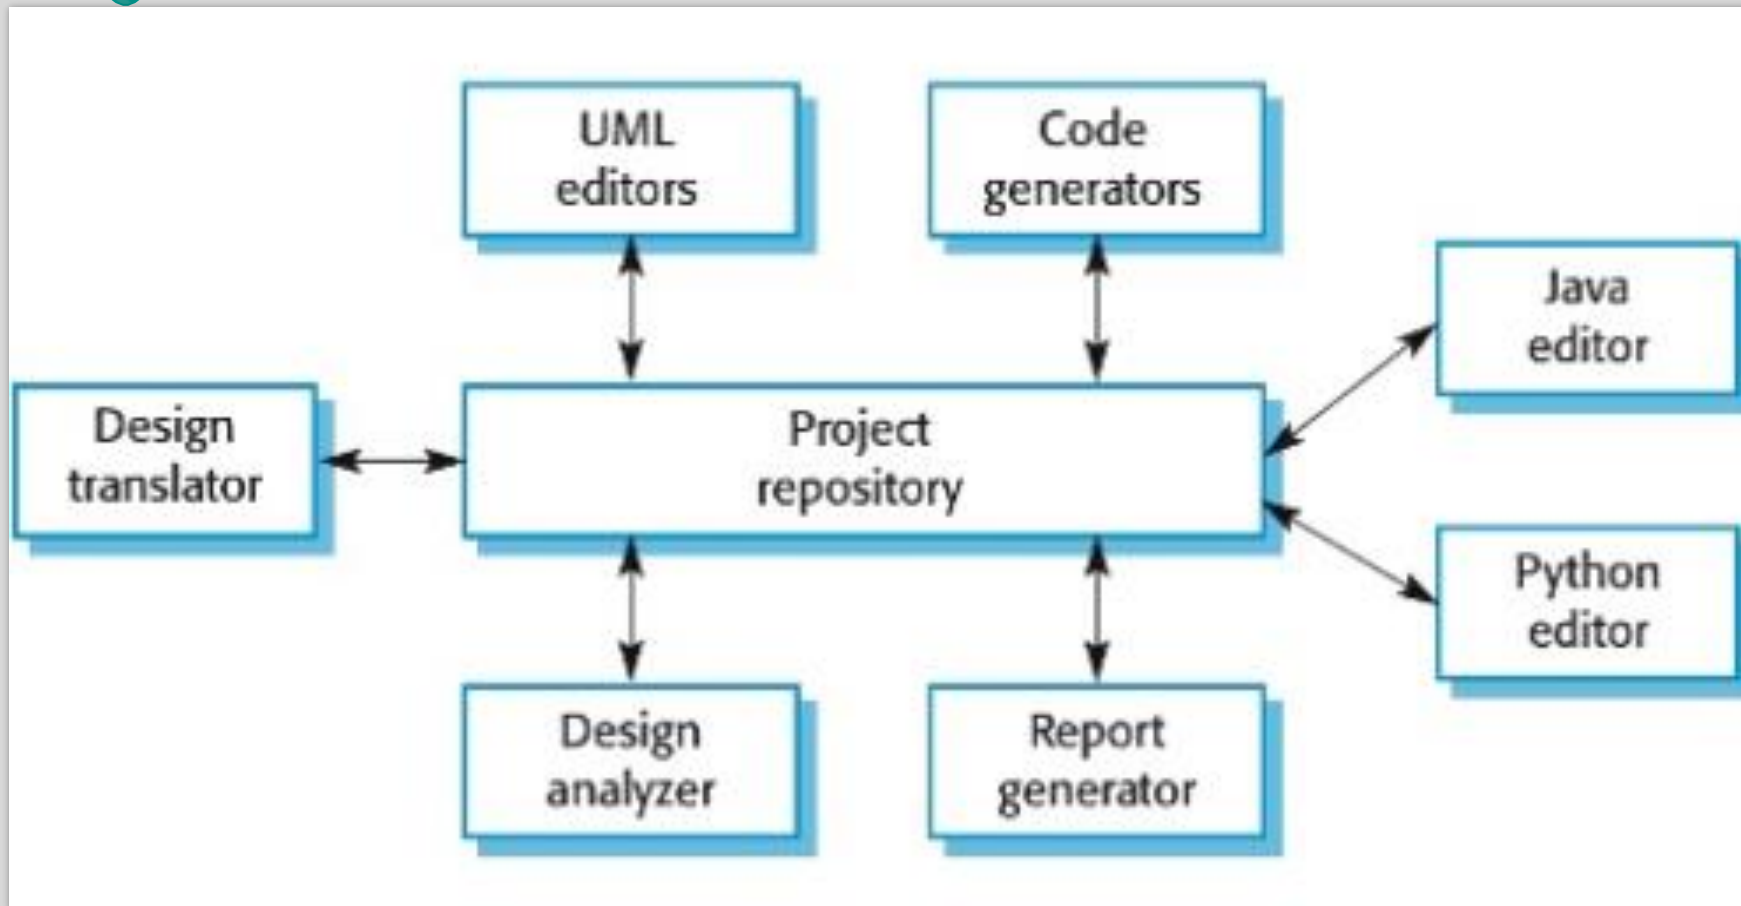 UML
editors
Code
generators
Java
editor
Design
translator
Project
repository
Python
editor
Design
analyzer
Report
generator